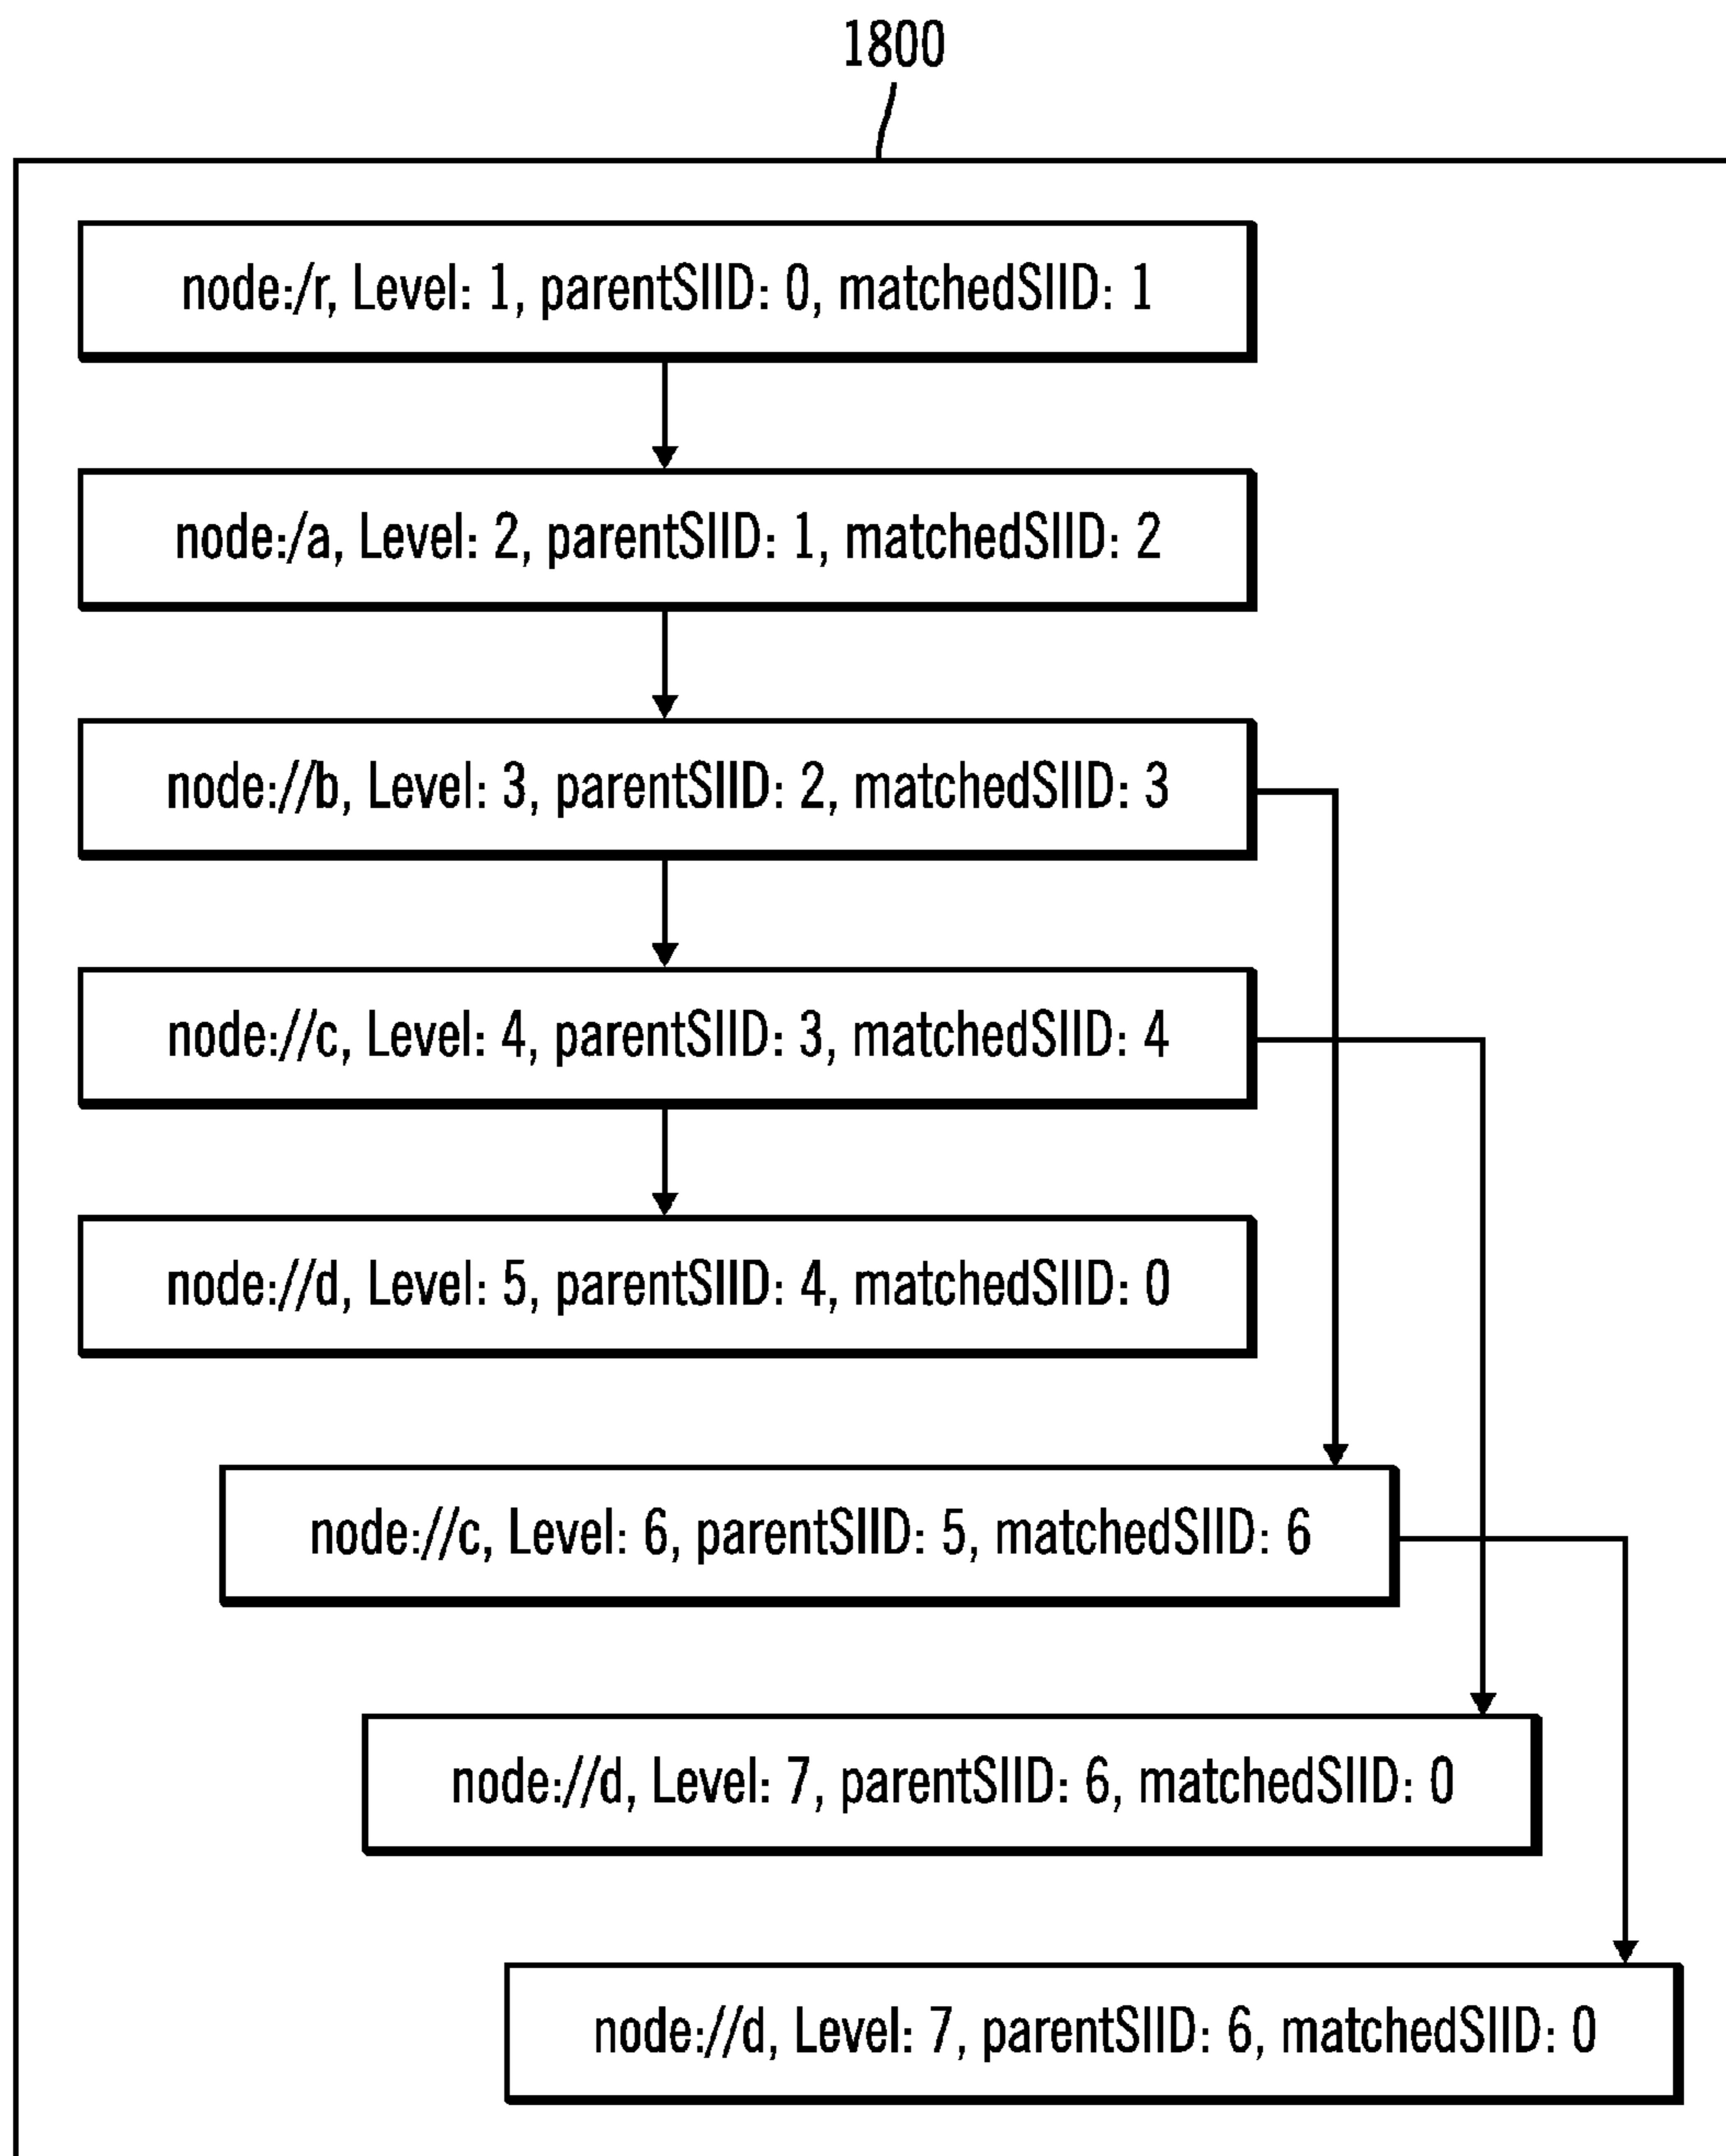 1800
node:/r, Level: 1, parentSIID: 0, matchedSIID: 1
node:/a, Level: 2, parentSIID: 1, matchedSIID: 2
node://b, Level: 3, parentSIID: 2, matchedSIID: 3
node://c, Level: 4, parentSIID: 3, matchedSIID: 4
node://d, Level: 5, parentSIID: 4, matchedSIID: 0
node://c, Level: 6, parentSIID: 5, matchedSIID: 6
node://d, Level: 7, parentSIID: 6, matchedSIID: 0
node://d, Level: 7, parentSIID: 6, matchedSIID: 0